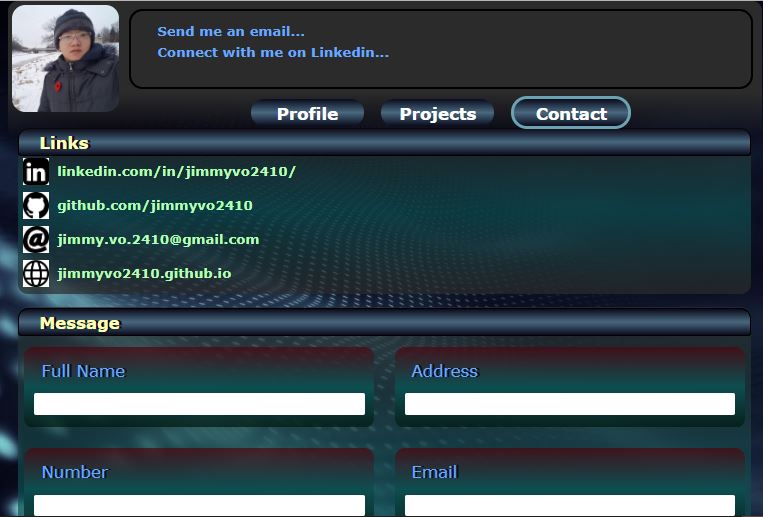 Send me an email...
Connect with me on Linkedin...
Profile
Projects
Contact
Links
in
linkedin.com/in/jimmyvo2410/
github.com/jimmyvo2410
@
jimmy.vo.2410@gmail.com
jimmyvo2410.github.io
Message
Full Name
Address
Number
Email